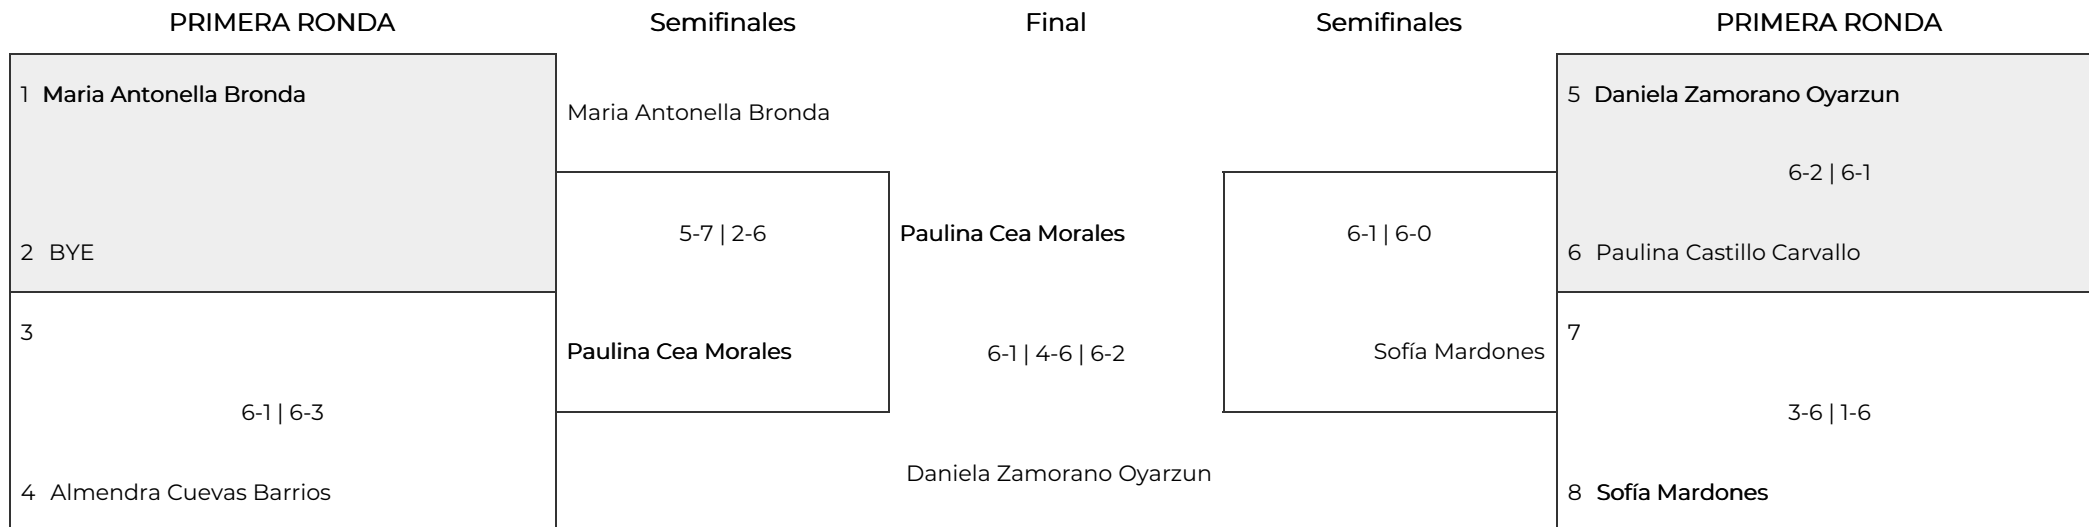 PRIMERA RONDA Semifinales Final Semifinales PRIMERA RONDA
1 Maria Antonella Bronda
Maria Antonella Bronda
2 BYE
5-7 | 2-6
3
Paulina Cea Morales
6-1 | 6-3
4 Almendra Cuevas Barrios
Paulina Cea Morales
6-1 | 4-6 | 6-2
Daniela Zamorano Oyarzun
6-1 | 6-0
Sofía Mardones
5 Daniela Zamorano Oyarzun
6-2 | 6-1
6 Paulina Castillo Carvallo
7
3-6 | 1-6
8 Sofía Mardones